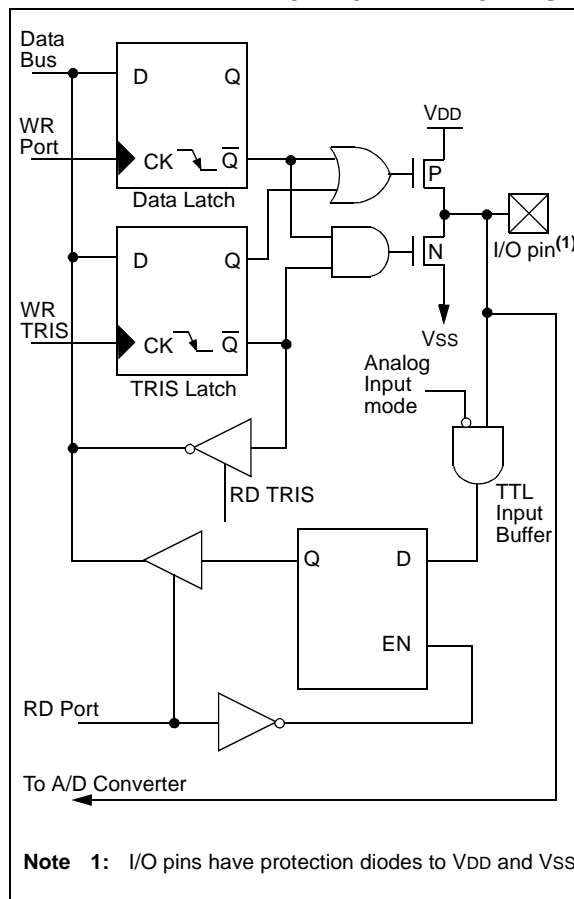 Data
Bus
D
Q
VDD
WR
Port
CK
Q
P
Data Latch
N
I/O pin(1)
D
Q
WR
TRIS
CK
Q
VSS
TRIS Latch
Analog
Input
mode
RD TRIS
TTL
Input
Buffer
Q
D
EN
RD Port
To A/D Converter
Note 1: I/O pins have protection diodes to VDD and VSS